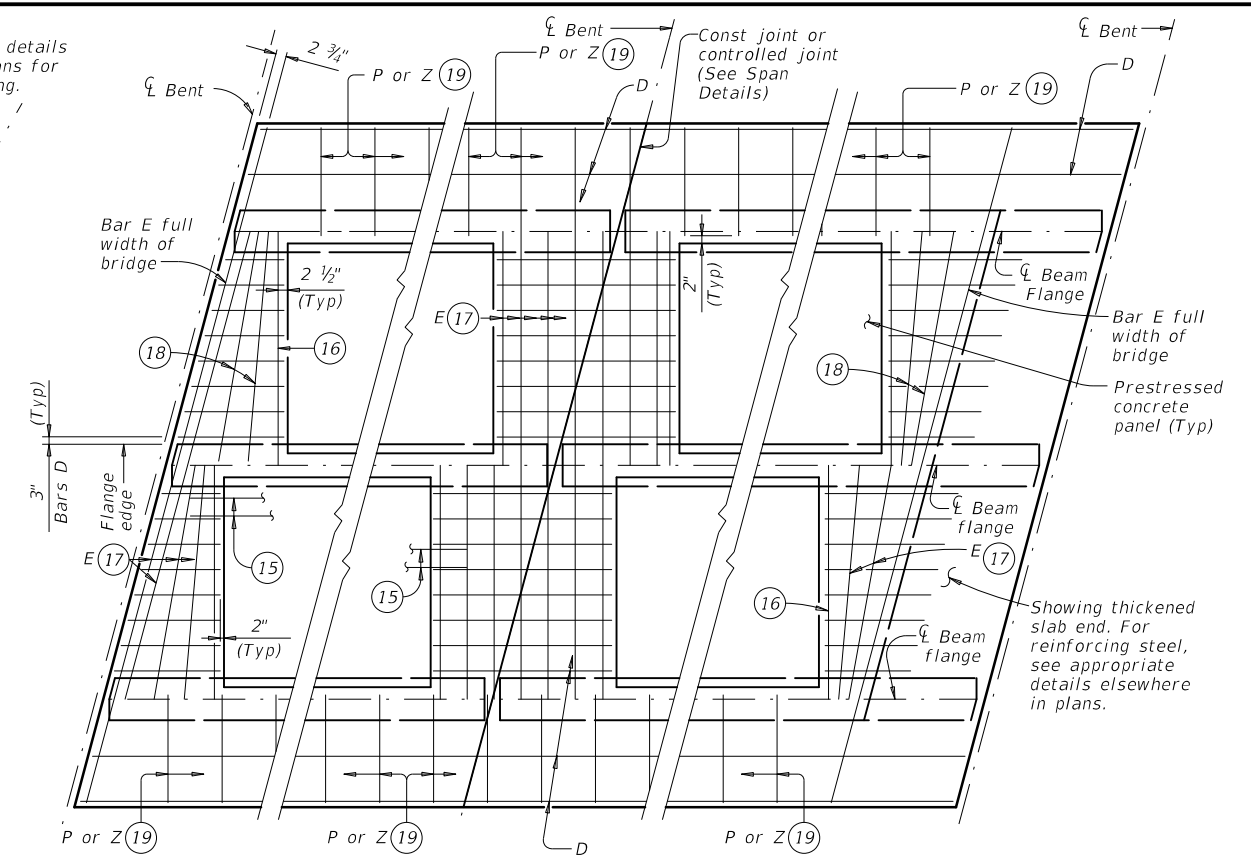 details
ns for
ng.
2 ¾"
℄ Bent
P or Z 19
℄ Bent
P or Z 19
D
Const joint or
controlled joint
(See Span
Details)
℄ Bent
D
P or Z 19
Bar E full
width of
bridge
2 ½"
(Typ)
2"
(Typ)
E 17
16
18
18
℄ Beam
Flange
Bar E full
width of
bridge
Prestressed
concrete
panel (Typ)
(Typ)
3"
Bars D
Flange
edge
E 17
15
15
2"
(Typ)
℄ Beam
flange
E 17
16
℄ Beam
flange
Showing thickened
slab end. For
reinforcing steel,
see appropriate
details elsewhere
in plans.
P or Z 19
P or Z 19
D
P or Z 19